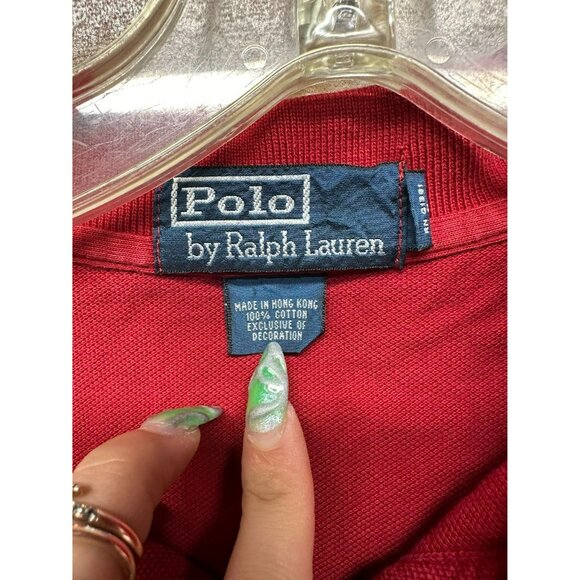 Polo
by Ralph Lauren
MADE IN HONG KONG
100% COTTON
EXCLUSIVE OF
DECORATION